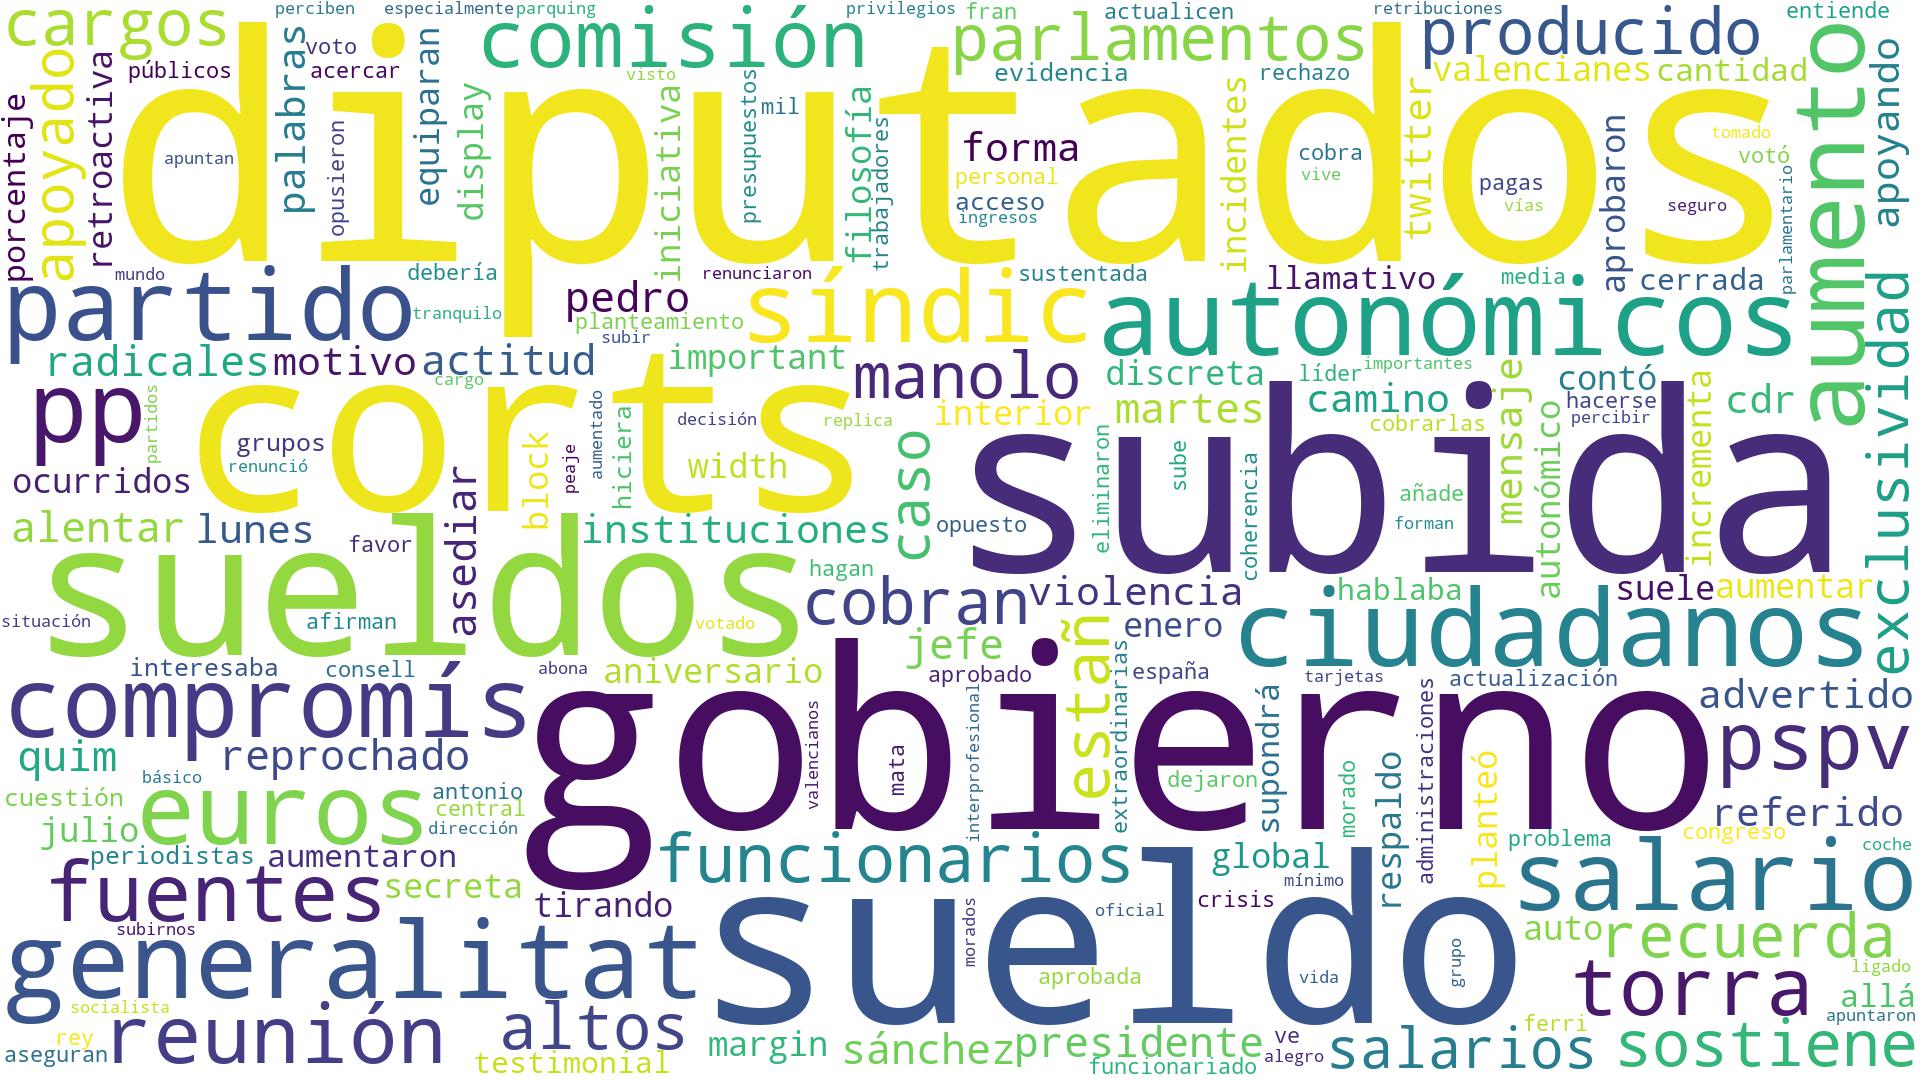 cargos perciben especialmente parquing comisión privilegios fran actualicen retribuciones producido entiende
parlamentos
públicos voto acercar visto evidencia rechazo valencianes cantidad
diputados
apoyado retroactiva porcentaje palabras opusieron equiparan display iniciativa presupuestos mil filosofía trabajadores
forma personal acceso ingresos incidentes cobra vive twitter pagas vías aprobaron tomado votó seguro parlamentario aumento apoyando
apuntan
mundo debería renunciaron sustentada llamativo media cerrada
partido tranquilo pedro planteamiento subir síndic autonómicos
radicales motivo actitud important manolo discreta líder importantes contó
pp partidos cargo corts decisión replica interior martes camino cobrarlas mensaje hacerse percibir cdr exclusividad
grupos renunció block peaje aumentado hiciera width caso subida
ocurridos asediar opuesto eliminaron sube coherencia añade forman autonómico incrementa
alentar lunes favor instituciones
sueldos hagan
situación afirman votado cobran violencia hablaba suele aumentar
jefe estañ enero ciudadanos
interesaba consell abona aniversario aprobado extraordinarias españa tarjetas actualización
compromís gobierno advertido
quim reprochado valencianos mata interprofesional dejaron supondrá morado respaldo administraciones pspv
cuestión básico euros antonio central planteó referido
julio dirección problema congreso coche
periodistas aumentaron funcionarios global mínimo salario
fuentes secreta tirando crisis
subirnos sueldo oficial auto recuerda
generalitat morados aprobada vida grupo torra ligado allá
socialista apuntaron
rey reunión altos margin sánchez presidente ve salarios ferri sostiene
aseguran testimonial funcionariado alegro